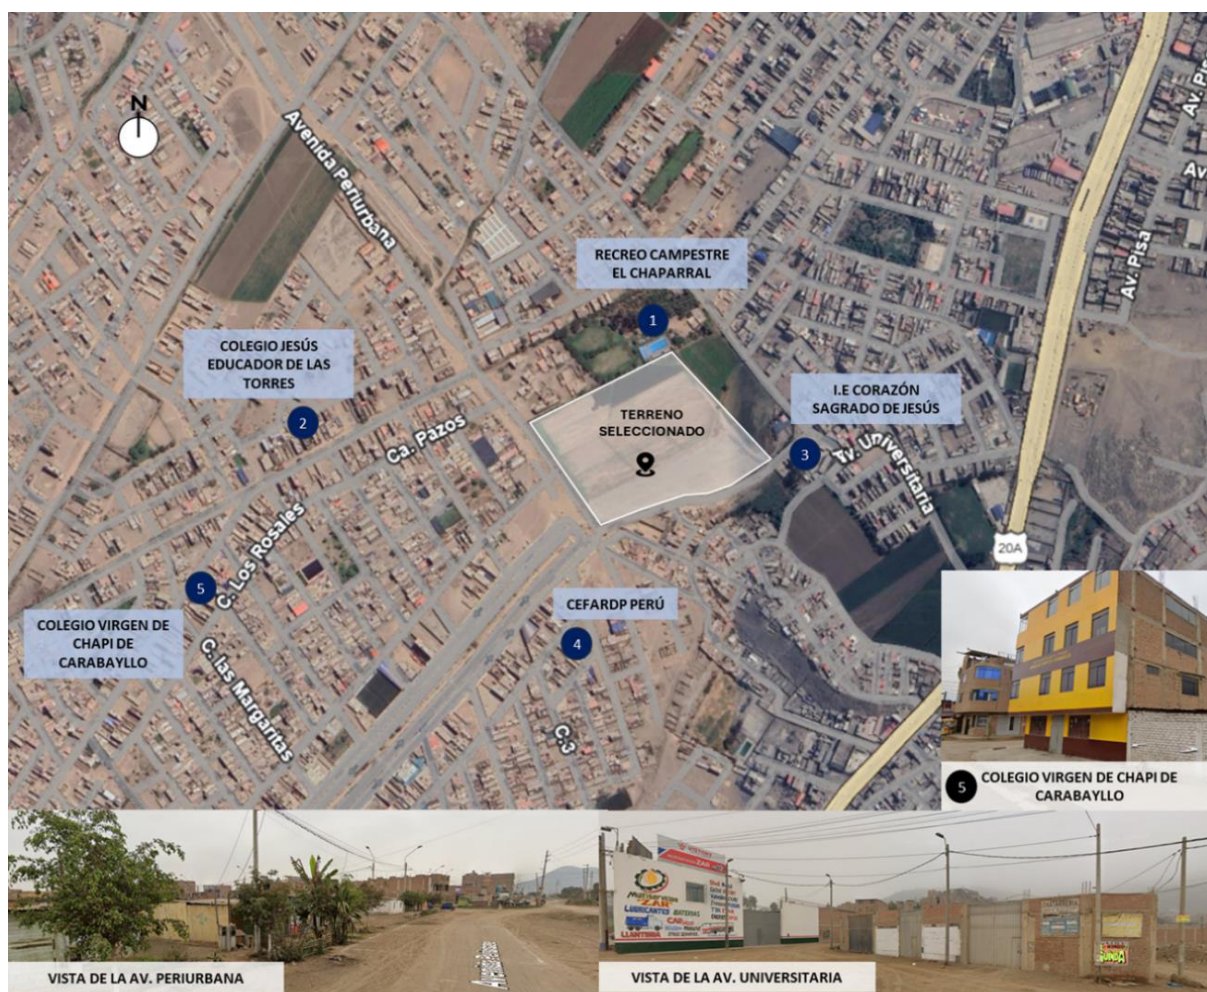 N
Avenida Periurbana
Av. Pis
Av
Av. Pisa
RECREO CAMPESTRE
EL CHAPARRAL
1
COLEGIO JESÚS
EDUCADOR DE LAS
TORRES
2
I.E CORAZÓN
SAGRADO DE JESÚS
3
TERRENO
SELECCIONADO
Ca. Pazos
Av. Universitaria
20A
C. Los Rosales
5
COLEGIO VIRGEN DE
CHAPI DE
CARABAYLLO
C. las Margaritas
CEFARDP PERÚ
4
C.3
5
COLEGIO VIRGEN DE CHAPI DE
CARABAYLLO
ZAR
LUBRICANTES BATERIAS
LLANTERIA
VISTA DE LA AV. PERIURBANA
VISTA DE LA AV. UNIVERSITARIA